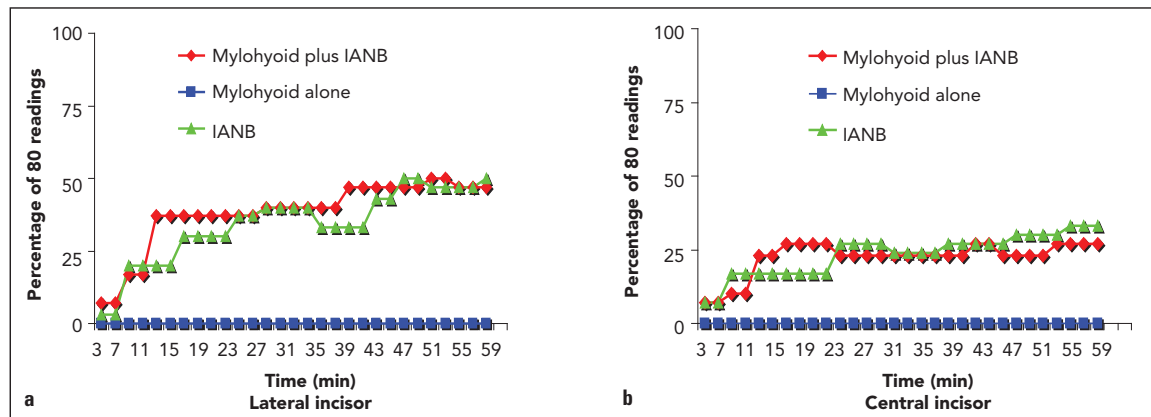 Percentage of 80 readings
100
75
50
25
0
Mylohyoid plus IANB
Mylohyoid alone
IANB
3 7 11 15 19 23 27 31 35 39 43 47 51 55 59
Time (min)
Lateral incisor
a
Percentage of 80 readings
100
75
50
25
0
Mylohyoid plus IANB
Mylohyoid alone
IANB
3 7 11 15 19 23 27 31 35 39 43 47 51 55 59
Time (min)
Central incisor
b